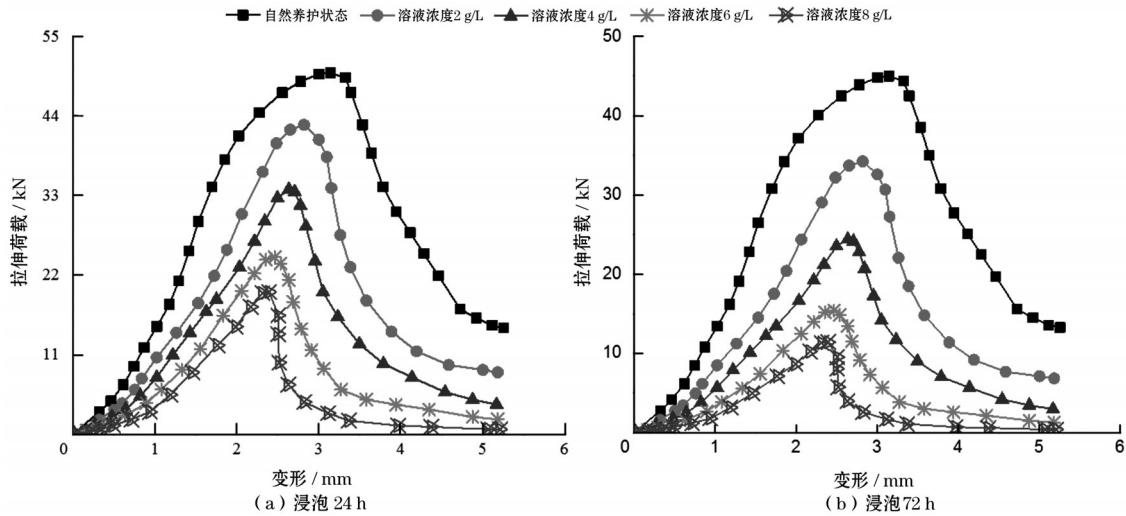 自然养护状态 溶液浓度2 g/L 溶液浓度4 g/L 溶液浓度6 g/L 溶液浓度8 g/L
55
44
33
22
11
0 1 2 3 4 5 6
拉伸荷载 / kN
变形 / mm
(a) 浸泡 24 h
50
40
30
20
10
0
0 1 2 3 4 5 6
拉伸荷载 / kN
变形 / mm
(b) 浸泡72 h